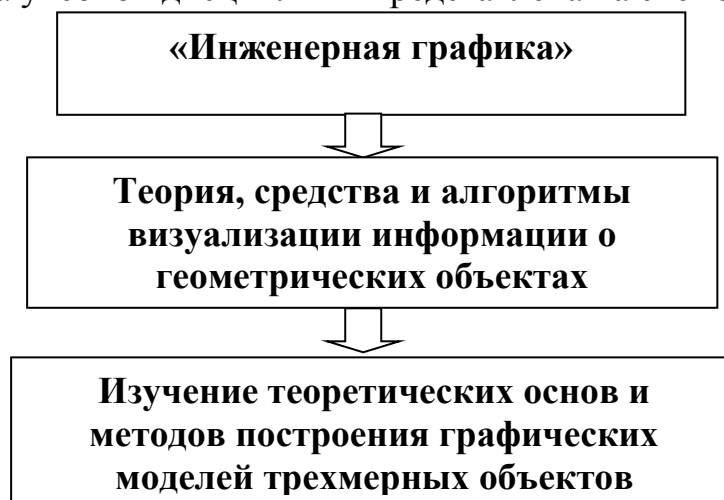 «Инженерная графика»
Теория, средства и алгоритмы
визуализации информации о
геометрических объектах
Изучение теоретических основ и
методов построения графических
моделей трехмерных объектов